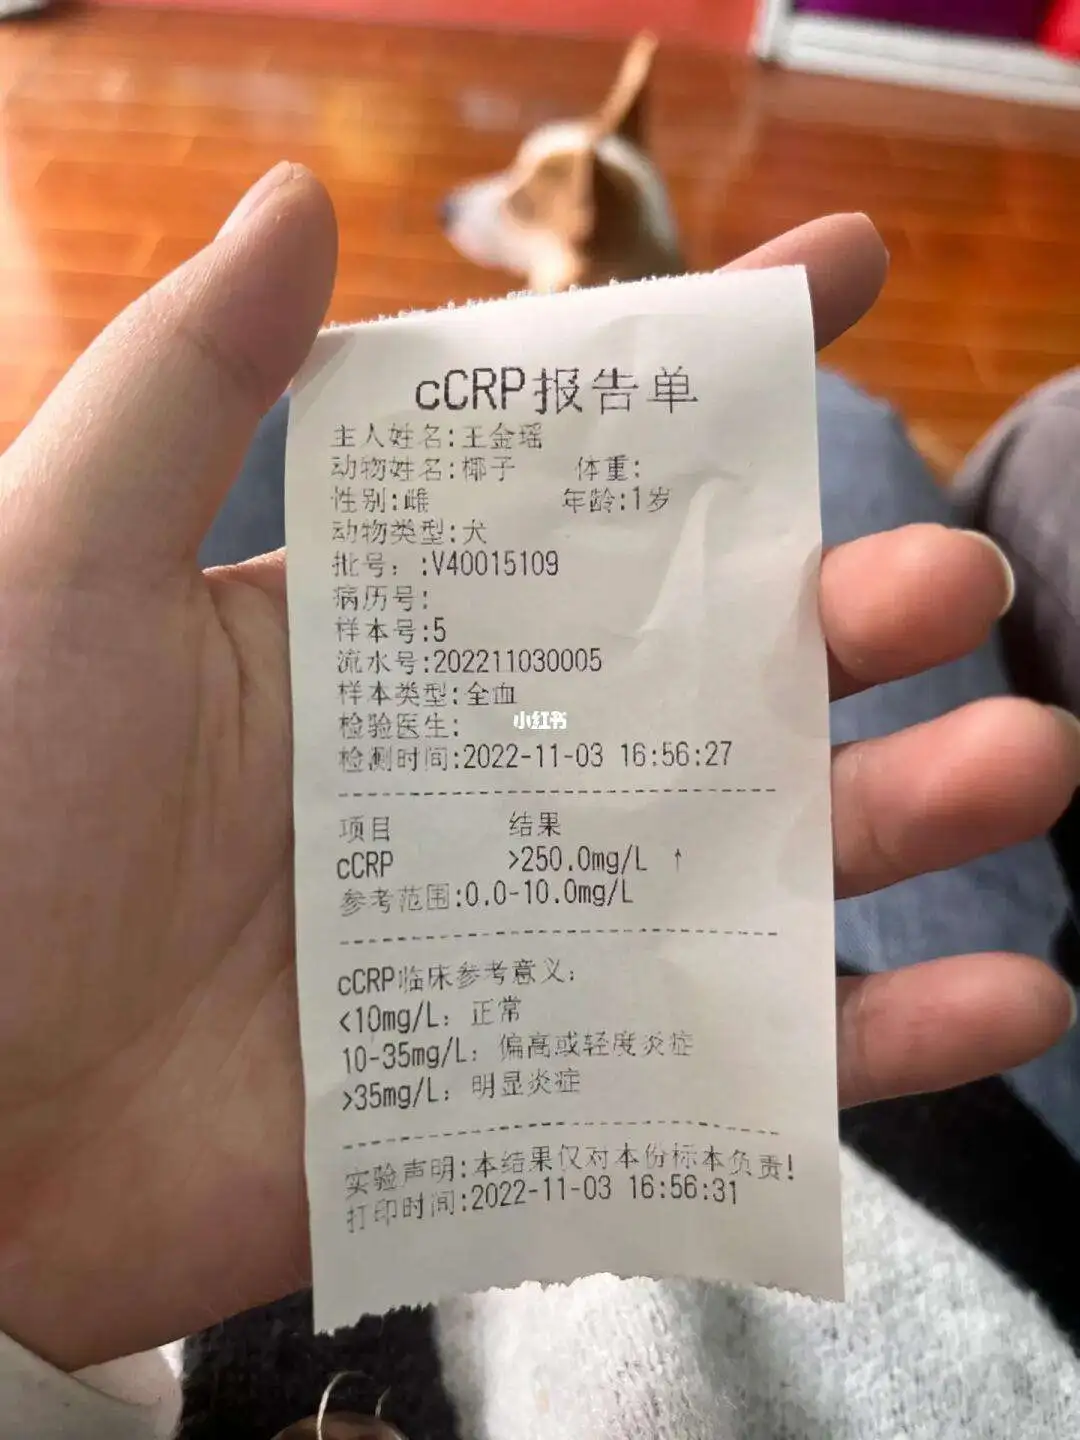 cCRP报告单
主人姓名:王金瑶
动物姓名:椰子 体重:
性别:雌 年龄:1岁
动物类型:犬
批号: :V40015109
病历号:
样本号:5
流水号:202211030005
样本类型:全血
小红书
检验医生:
检测时间:2022-11-03 16:56:27
项目 结果
cCRP >250.0mg/L ↑
参考范围:0.0-10.0mg/L
cCRP临床参考意义:
<10mg/L: 正常
10-35mg/L: 偏高或轻度炎症
>35mg/L: 明显炎症
实验声明:本结果仅对本份标本负责!
打印时间:2022-11-03 16:56:31